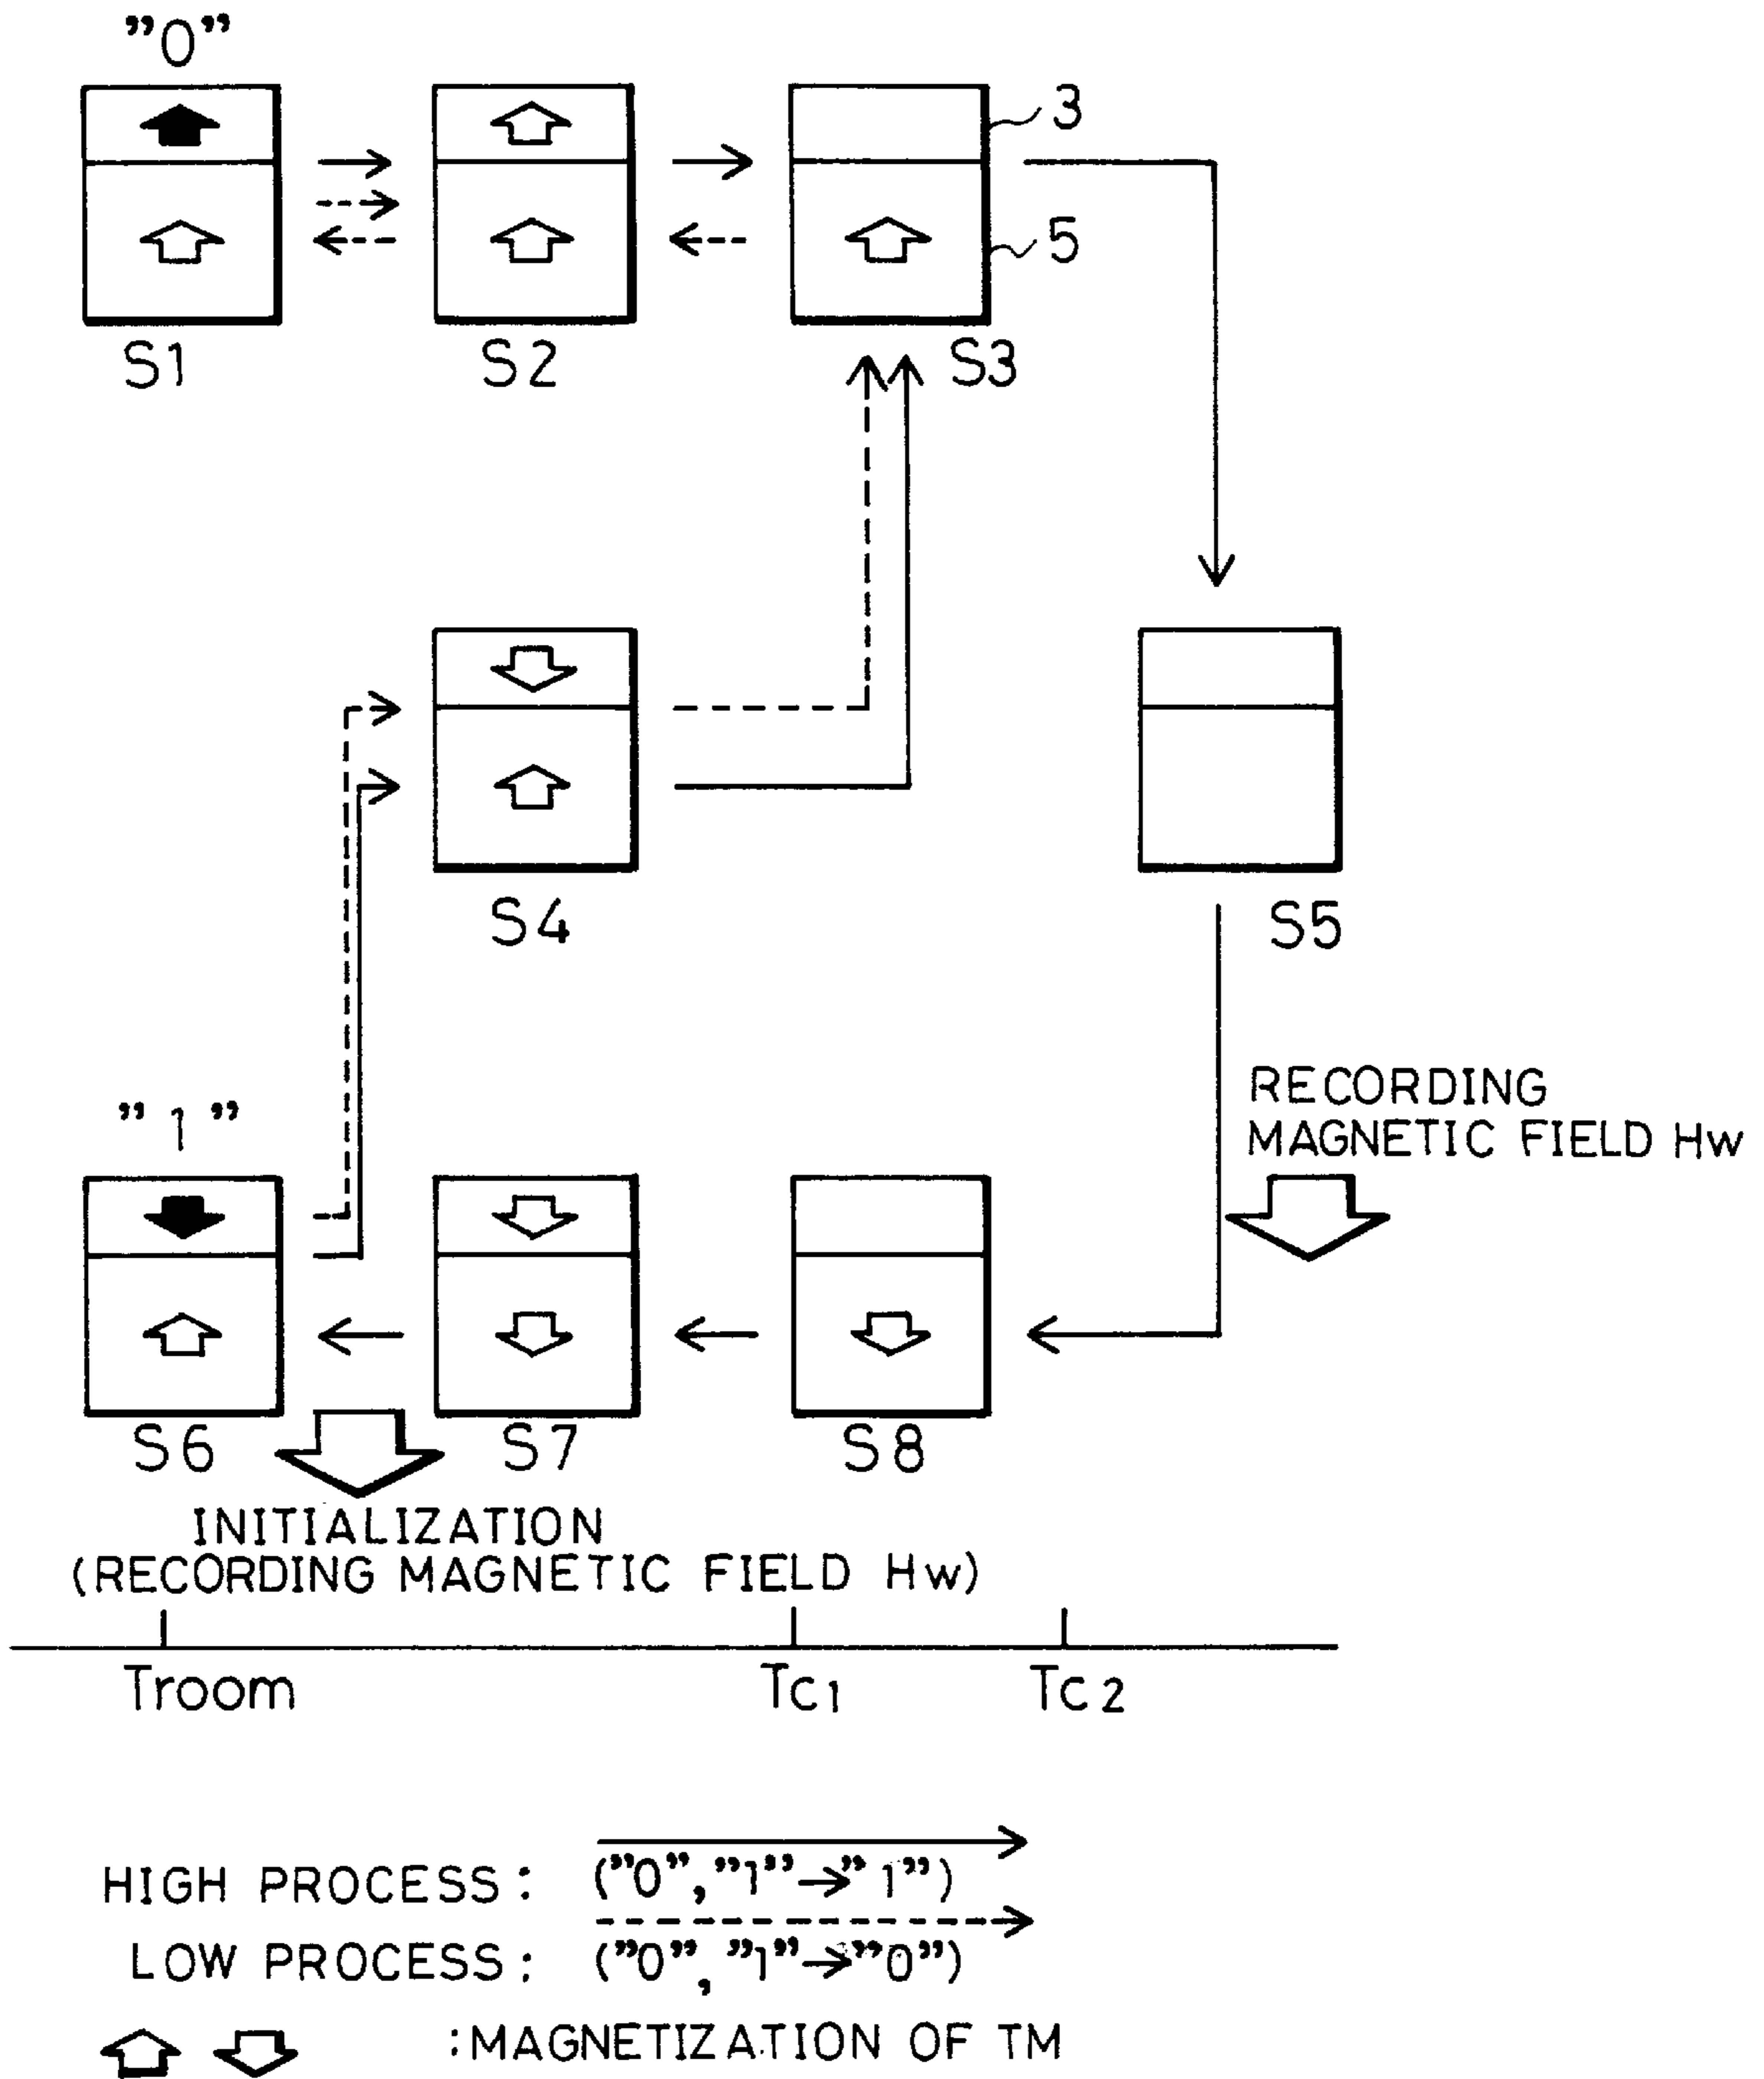 ”0”
3
5
S1 S2 S3
S4 S5
RECORDING
MAGNETIC FIELD Hw
”1”
S6 S7 S8
INITIALIZATION
(RECORDING MAGNETIC FIELD Hw)
Troom Tc1 Tc2
HIGH PROCESS: (”0”,”1”→”1”)
LOW PROCESS: (”0”,”1”→”0”)
:MAGNETIZATION OF TM